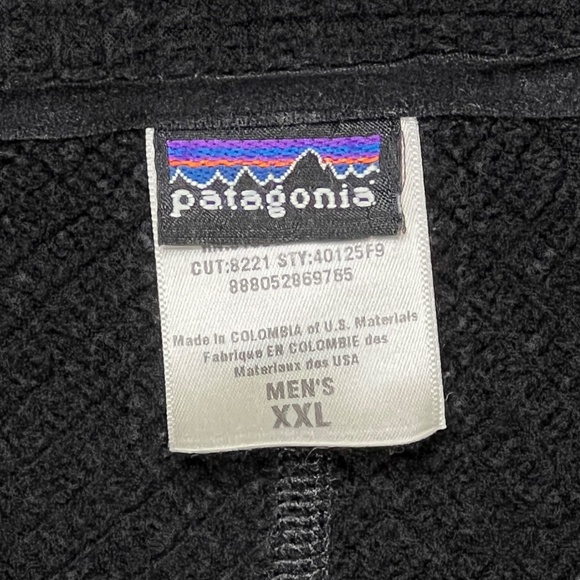 patagonia
CUT:8221 STY:40125F9
888052869765
Made in COLOMBIA of U.S. Materials
Fabrique EN COLOMBIE des
Materiaux des USA
MEN'S
XXL